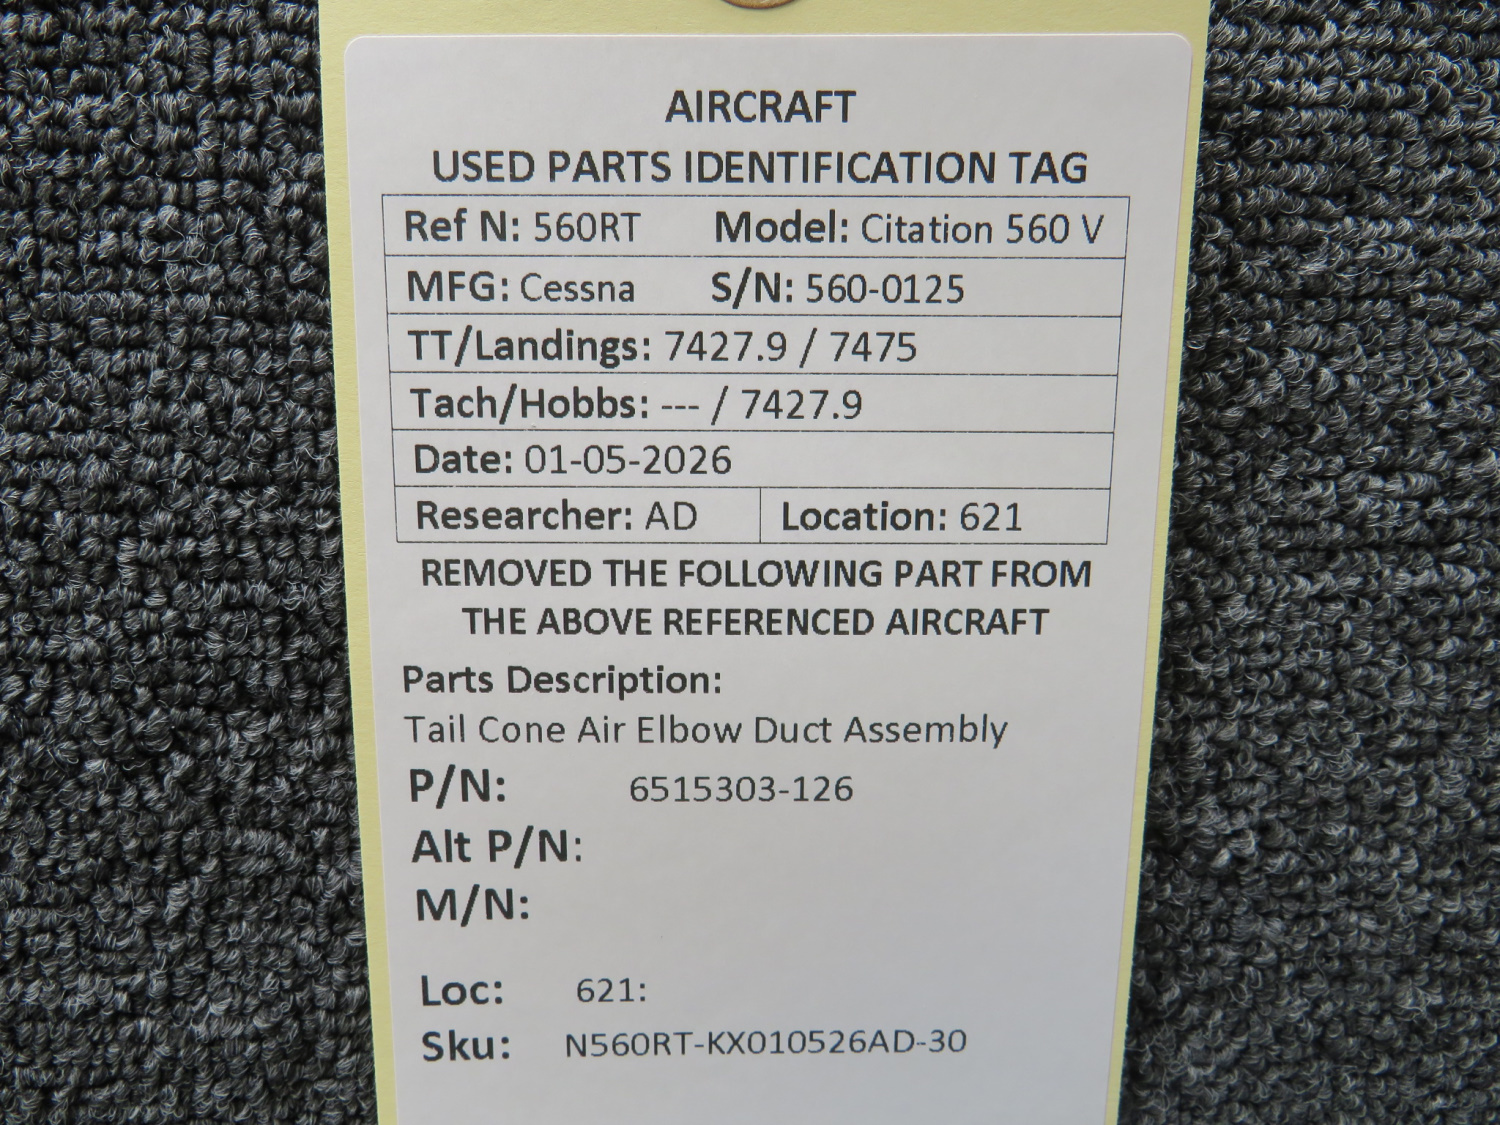 AIRCRAFT
USED PARTS IDENTIFICATION TAG
Ref N: 560RT Model: Citation 560 V
MFG: Cessna S/N: 560-0125
TT/Landings: 7427.9 / 7475
Tach/Hobbs: --- / 7427.9
Date: 01-05-2026
Researcher: AD Location: 621
REMOVED THE FOLLOWING PART FROM
THE ABOVE REFERENCED AIRCRAFT
Parts Description:
Tail Cone Air Elbow Duct Assembly
P/N: 6515303-126
Alt P/N:
M/N:
Loc: 621:
Sku: N560RT-KX010526AD-30